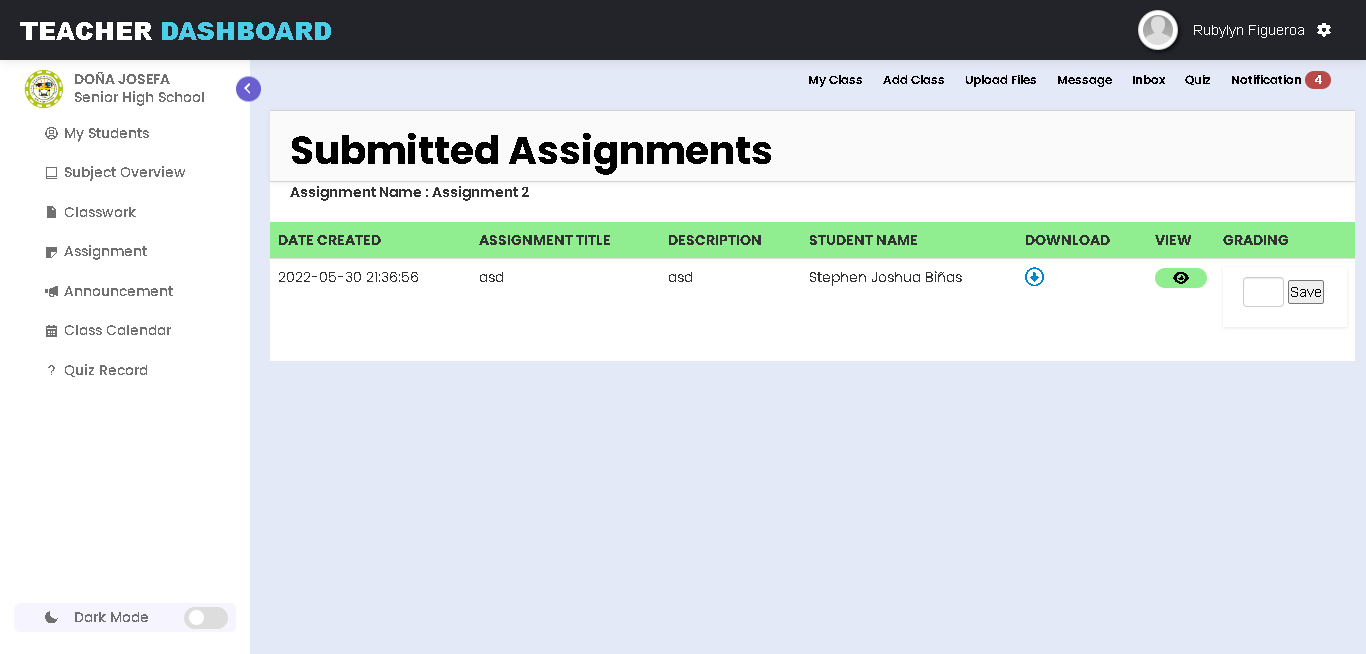 TEACHER DASHBOARD
Rubylyn Figueroa
DOÑA JOSEFA
Senior High School
My Students
Subject Overview
Classwork
Assignment
Announcement
Class Calendar
? Quiz Record
Dark Mode
My Class Add Class Upload Files Message Inbox Quiz Notification 4
Submitted Assignments
Assignment Name : Assignment 2
DATE CREATED ASSIGNMENT TITLE DESCRIPTION STUDENT NAME DOWNLOAD VIEW GRADING
2022-05-30 21:36:56 asd asd Stephen Joshua Biñas Save